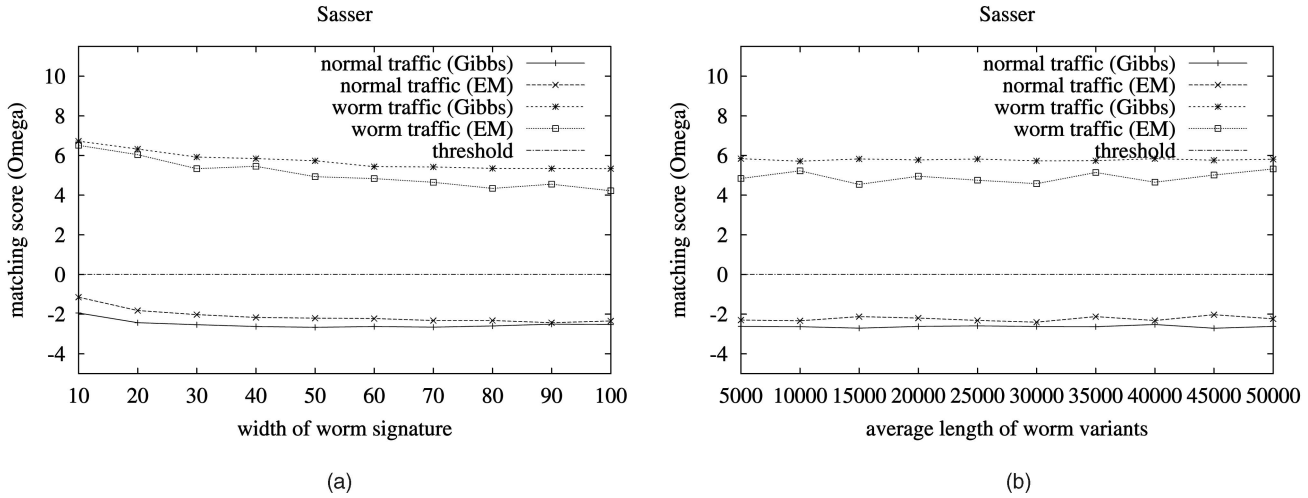 Sasser
matching score (Omega)
10
8
6
4
2
0
-2
-4
normal traffic (Gibbs)
normal traffic (EM)
worm traffic (Gibbs)
worm traffic (EM)
threshold
10 20 30 40 50 60 70 80 90 100
width of worm signature
(a)
Sasser
matching score (Omega)
10
8
6
4
2
0
-2
-4
normal traffic (Gibbs)
normal traffic (EM)
worm traffic (Gibbs)
worm traffic (EM)
threshold
5000 10000 15000 20000 25000 30000 35000 40000 45000 50000
average length of worm variants
(b)